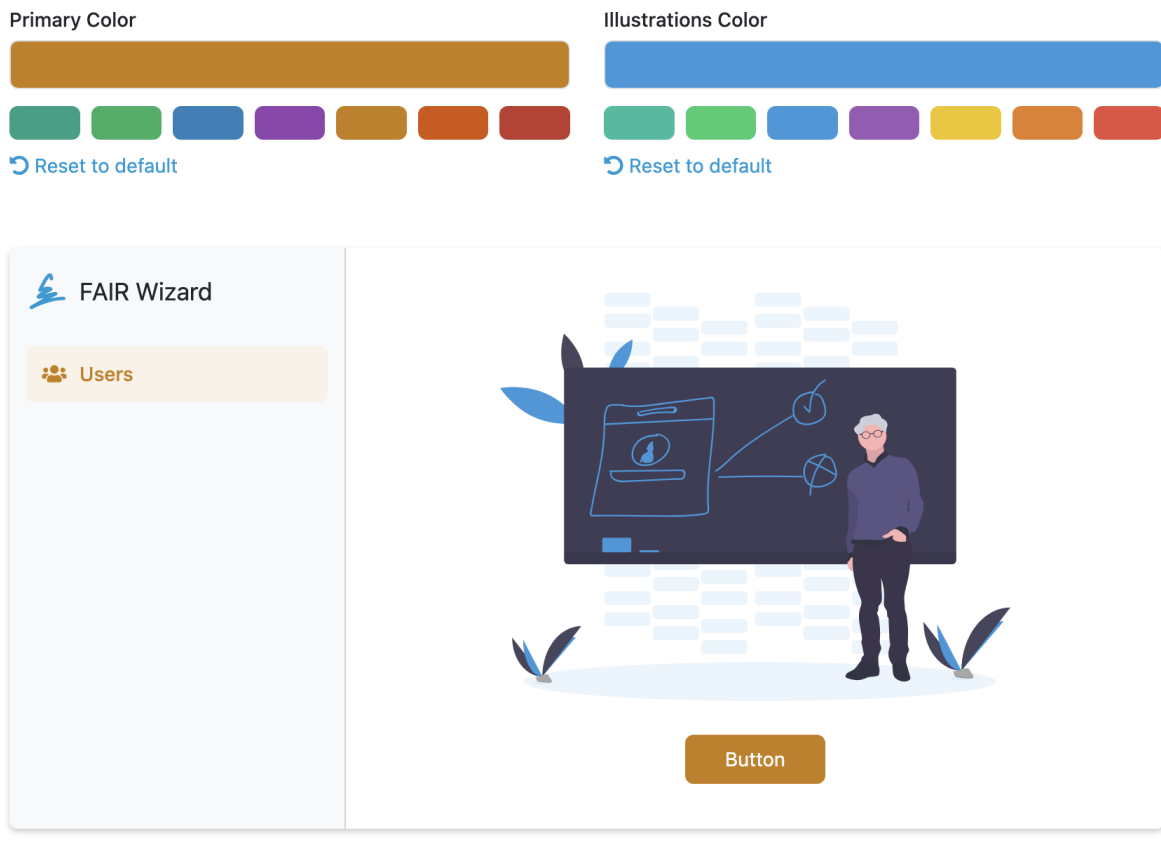 Primary Color
Illustrations Color
Reset to default
Reset to default
FAIR Wizard
Users
Button